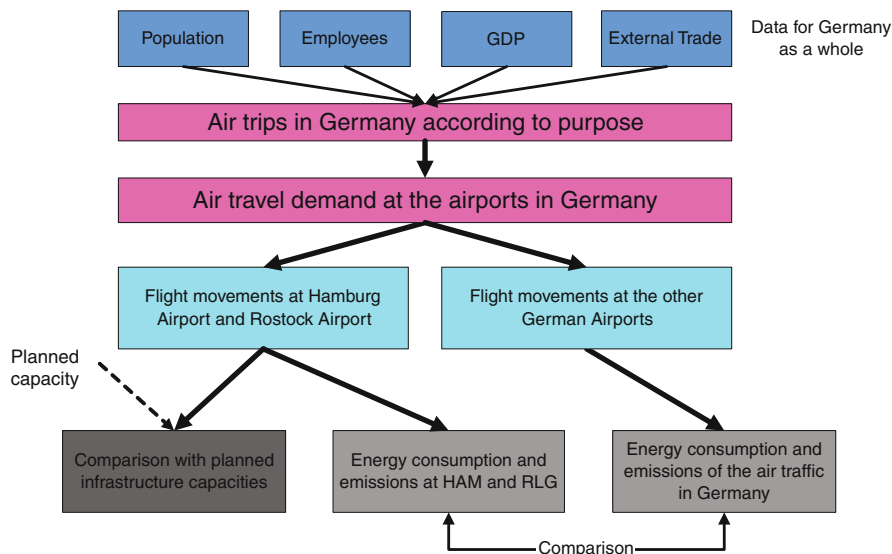 Population
Employees
GDP
External Trade
Data for Germany
as a whole
Air trips in Germany according to purpose
Air travel demand at the airports in Germany
Flight movements at Hamburg
Airport and Rostock Airport
Flight movements at the other
German Airports
Planned
capacity
Comparison with planned
infrastructure capacities
Energy consumption and
emissions at HAM and RLG
Energy consumption and
emissions of the air traffic
in Germany
Comparison